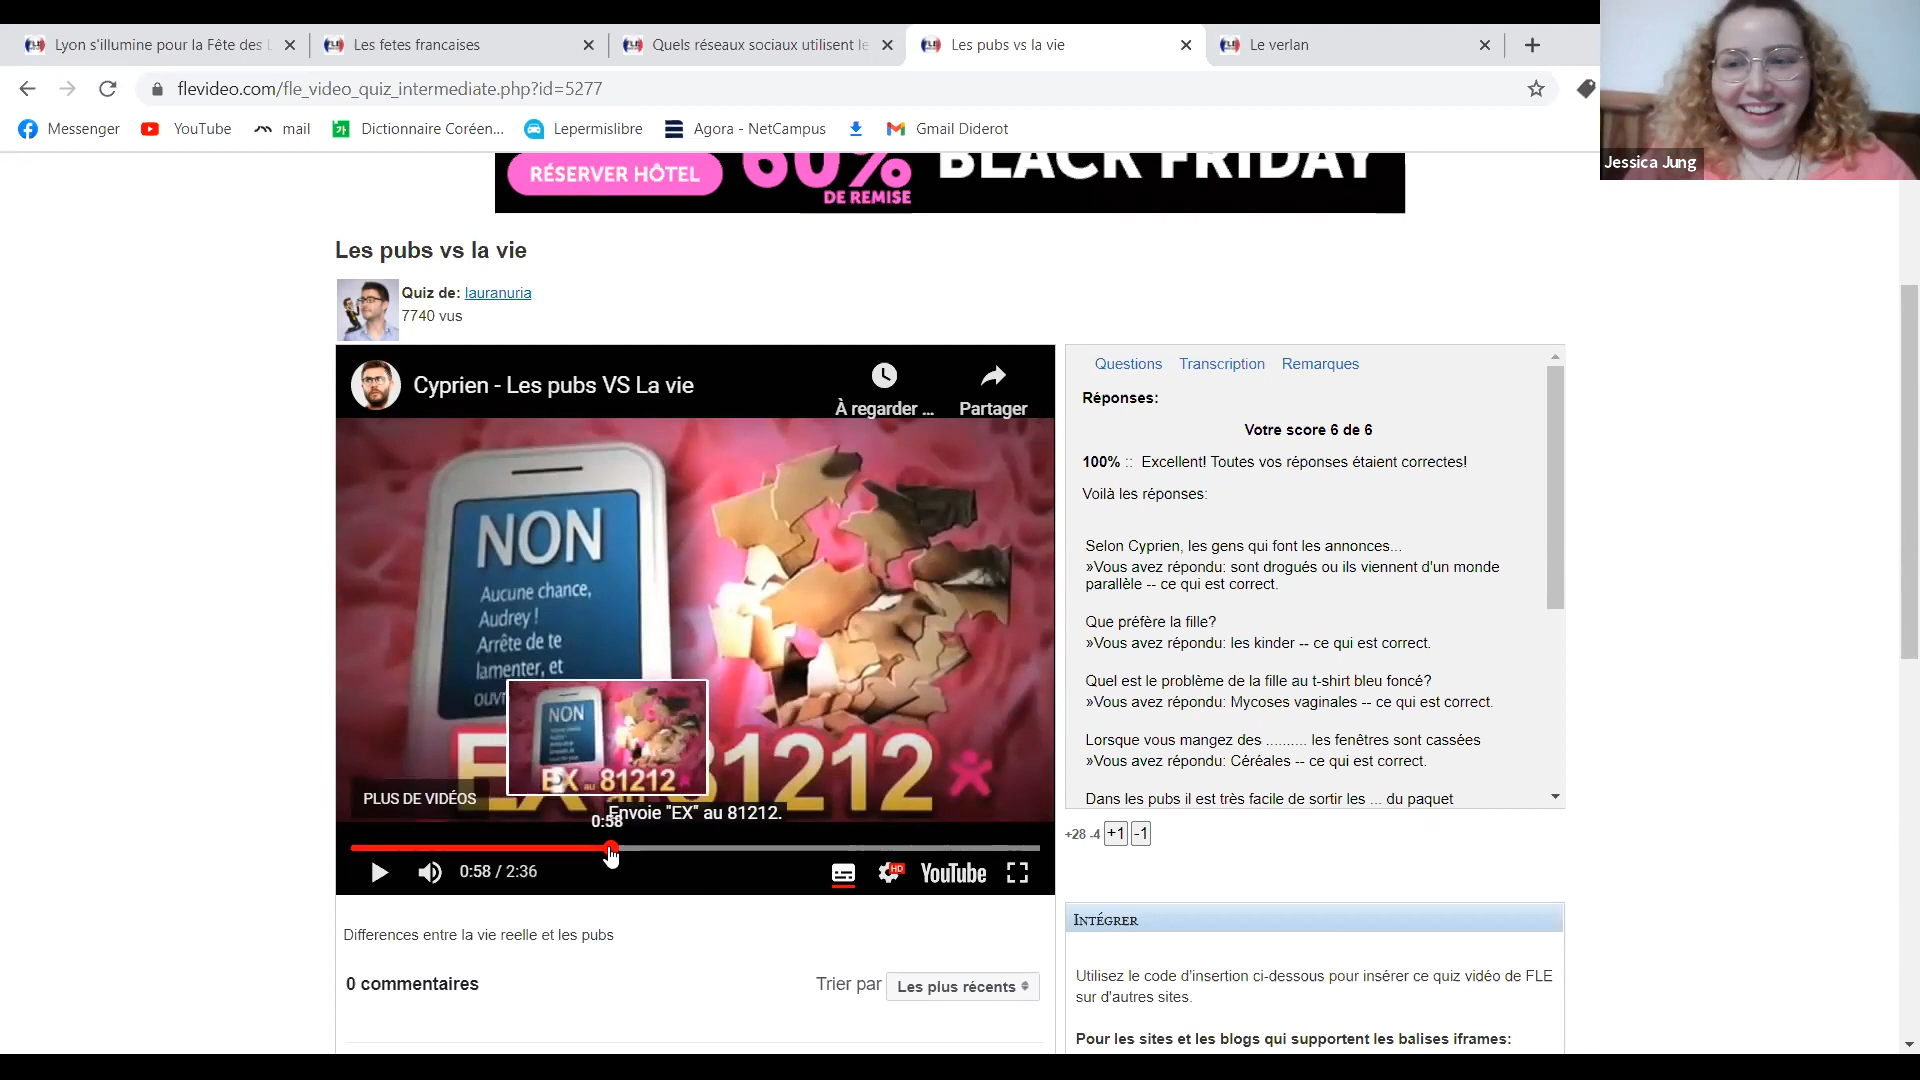 Lyon s'illumine pour la Fête des L
Les fetes francaises
Quels réseaux sociaux utilisent le
Les pubs vs la vie
Le verlan
flevideo.com/fle_video_quiz_intermediate.php?id=5277
Messenger
YouTube
mail
Dictionnaire Coréen...
Lepermislibre
Agora - NetCampus
Gmail Diderot
Jessica Jung
RÉSERVER HÔTEL
60%
DE REMISE
BLACK FRIDAY
Les pubs vs la vie
Quiz de: lauranuria
7740 vus
Cyprien - Les pubs VS La vie
À regarder ...
Partager
NON
Aucune chance,
Audrey !
Arrête de te
lamenter, et
NON
EX au 81212
81212
PLUS DE VIDÉOS
Envoie "EX" au 81212.
0:58
0:58 / 2:36
HD
YouTube
Questions Transcription Remarques
Réponses:
Votre score 6 de 6
100% :: Excellent! Toutes vos réponses étaient correctes!
Voilà les réponses:
Selon Cyprien, les gens qui font les annonces...
»Vous avez répondu: sont drogués ou ils viennent d'un monde
parallèle -- ce qui est correct.
Que préfère la fille?
»Vous avez répondu: les kinder -- ce qui est correct.
Quel est le problème de la fille au t-shirt bleu foncé?
»Vous avez répondu: Mycoses vaginales -- ce qui est correct.
Lorsque vous mangez des .......... les fenêtres sont cassées
»Vous avez répondu: Céréales -- ce qui est correct.
Dans les pubs il est très facile de sortir les ... du paquet
+28 -4 +1 -1
Differences entre la vie reelle et les pubs
0 commentaires
Trier par Les plus récents
Intégrer
Utilisez le code d'insertion ci-dessous pour insérer ce quiz vidéo de FLE
sur d'autres sites.
Pour les sites et les blogs qui supportent les balises iframes: